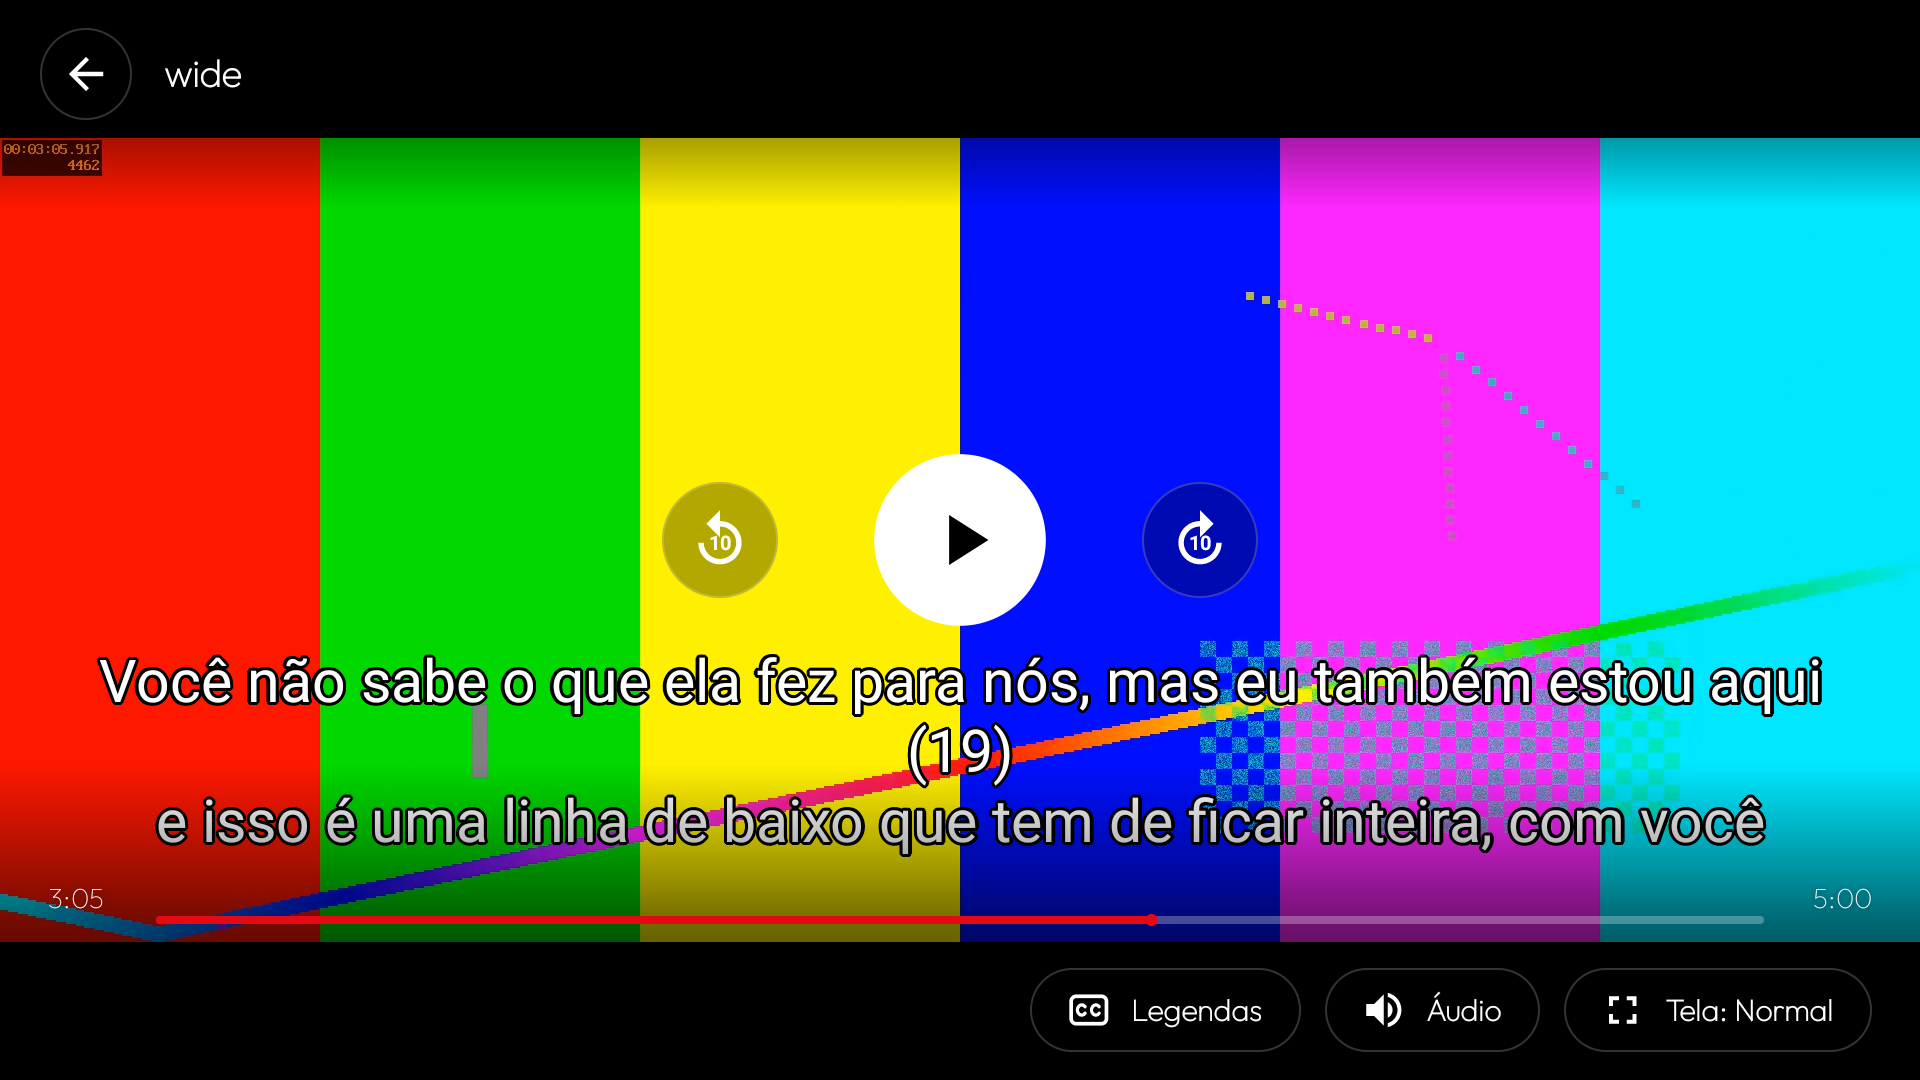 wide
00:03:05.917
4462
10
10
Você não sabe o que ela fez para nós, mas eu também estou aqui
(19)
e isso é uma linha de baixo que tem de ficar inteira, com você
3:05
5:00
CC Legendas
Áudio
Tela: Normal